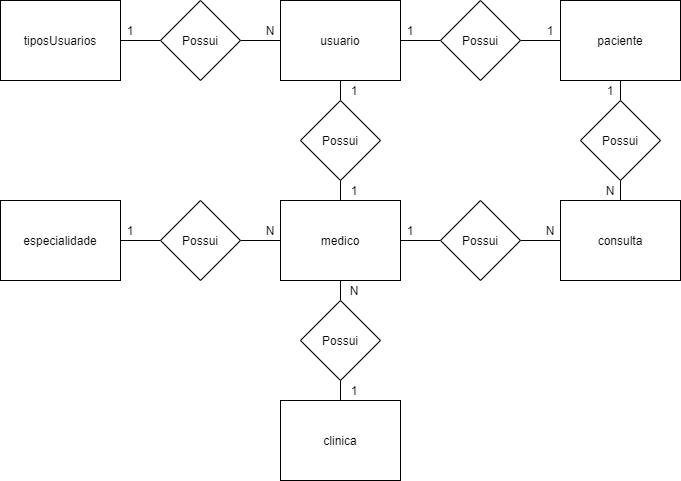 tiposUsuarios 1 Possui N usuario 1 Possui 1 paciente
1 1
Possui Possui
1 N
especialidade 1 Possui N medico 1 Possui N consulta
N
Possui
1
clinica